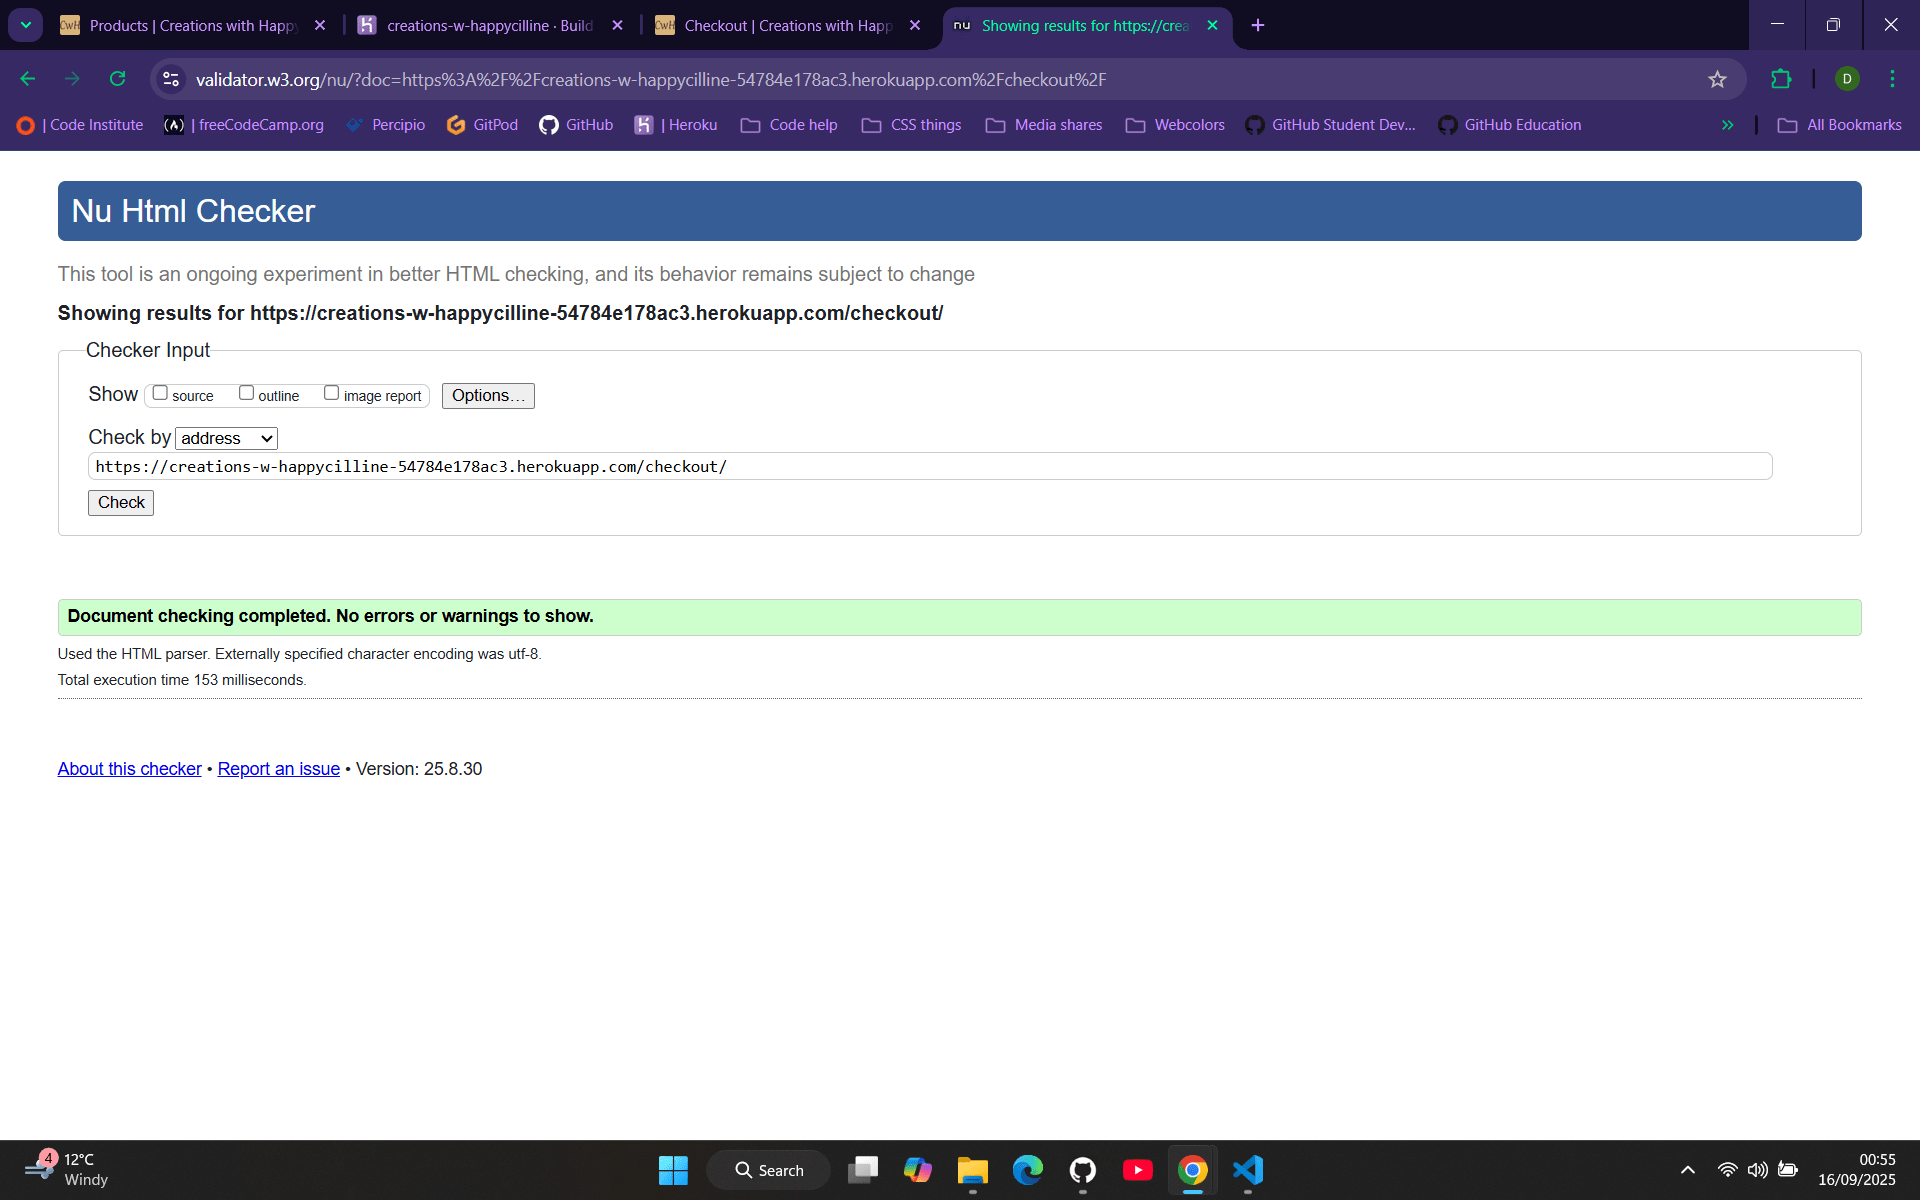 CwH Products | Creations with Happy
creations-w-happycilline · Build
CwH Checkout | Creations with Happ
nu Showing results for https://crea
validator.w3.org/nu/?doc=https%3A%2F%2Fcreations-w-happycilline-54784e178ac3.herokuapp.com%2Fcheckout%2F
D
| Code Institute
| freeCodeCamp.org
Percipio
GitPod
GitHub
| Heroku
Code help
CSS things
Media shares
Webcolors
GitHub Student Dev...
GitHub Education
All Bookmarks
Nu Html Checker
This tool is an ongoing experiment in better HTML checking, and its behavior remains subject to change
Showing results for https://creations-w-happycilline-54784e178ac3.herokuapp.com/checkout/
Checker Input
Show source outline image report Options...
Check by address
https://creations-w-happycilline-54784e178ac3.herokuapp.com/checkout/
Check
Document checking completed. No errors or warnings to show.
Used the HTML parser. Externally specified character encoding was utf-8.
Total execution time 153 milliseconds.
About this checker • Report an issue • Version: 25.8.30
4
12°C
Windy
Search
00:55
16/09/2025